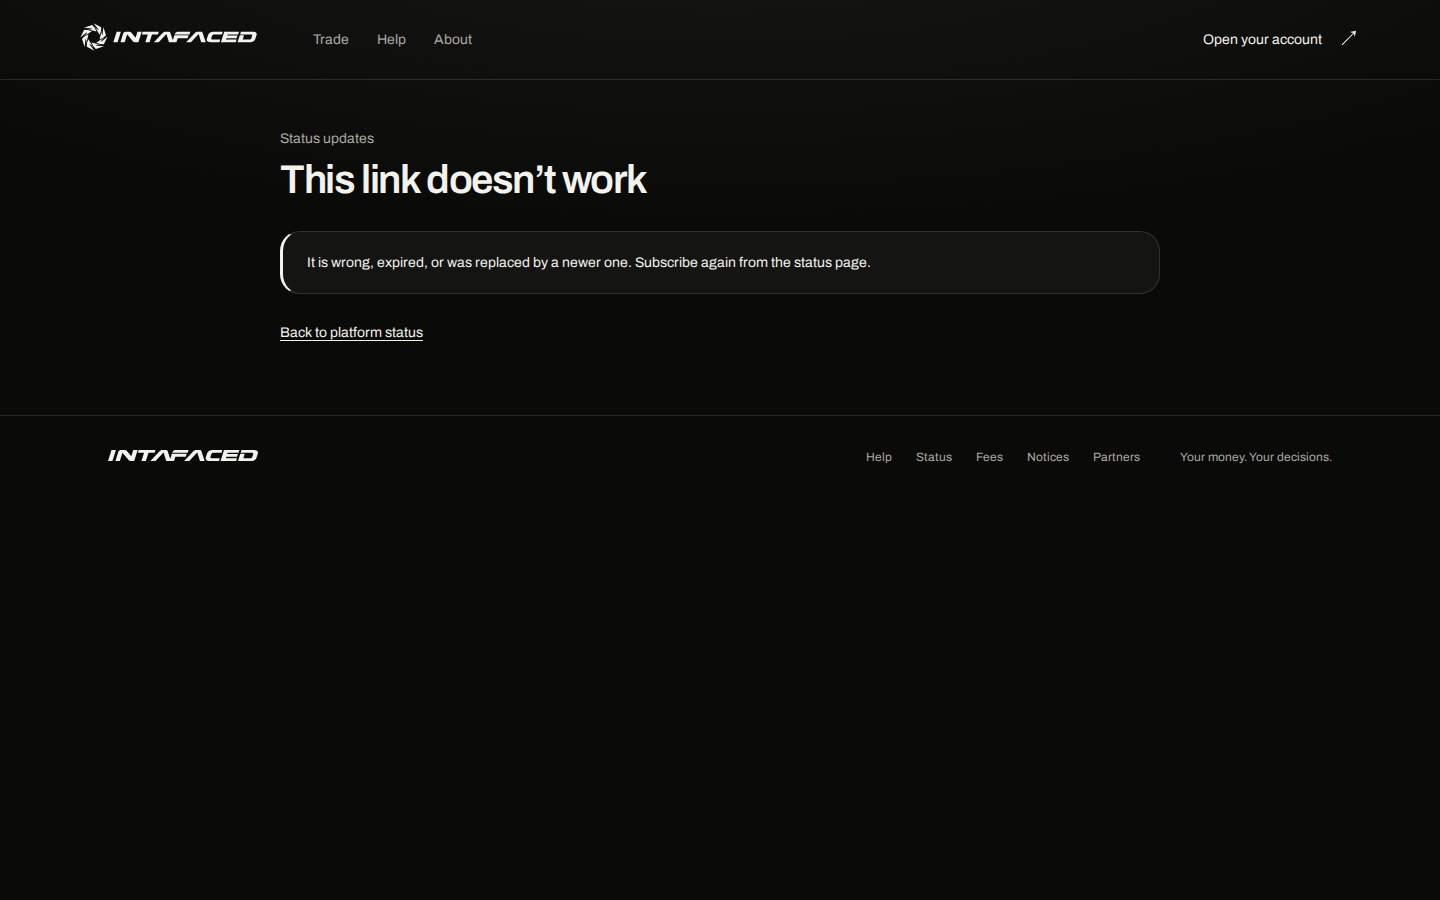 INTAFACED
Trade
Help
About
Open your account
Status updates
This link doesn’t work
It is wrong, expired, or was replaced by a newer one. Subscribe again from the status page.
Back to platform status
INTAFACED
Help
Status
Fees
Notices
Partners
Your money. Your decisions.